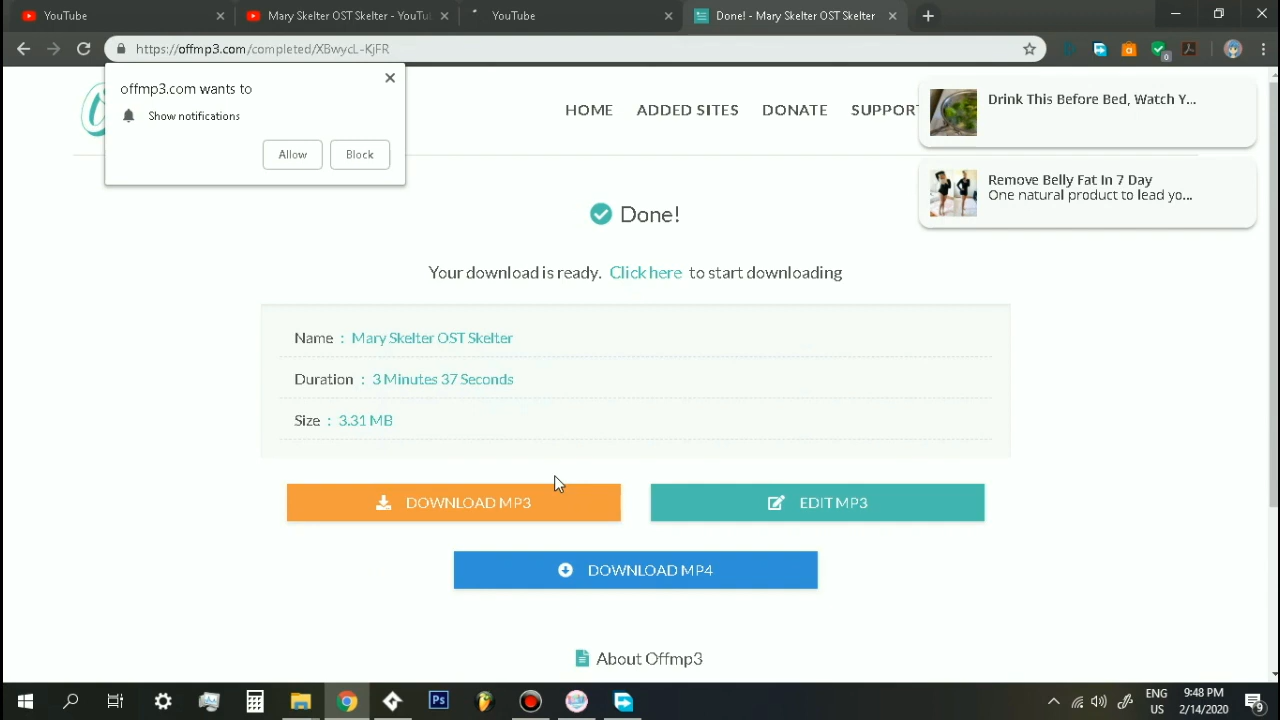 YouTube
Mary Skelter OST Skelter - YouTu
YouTube
Done! - Mary Skelter OST Skelter
https://offmp3.com/completed/XBwycL-KjFR
offmp3.com wants to
Show notifications
Allow
Block
HOME
ADDED SITES
DONATE
SUPPORT
Drink This Before Bed, Watch Y...
Remove Belly Fat In 7 Day
One natural product to lead yo...
Done!
Your download is ready. Click here to start downloading
Name : Mary Skelter OST Skelter
Duration : 3 Minutes 37 Seconds
Size : 3.31 MB
DOWNLOAD MP3
EDIT MP3
DOWNLOAD MP4
About Offmp3
Ps
ENG
US
9:48 PM
2/14/2020
9
0